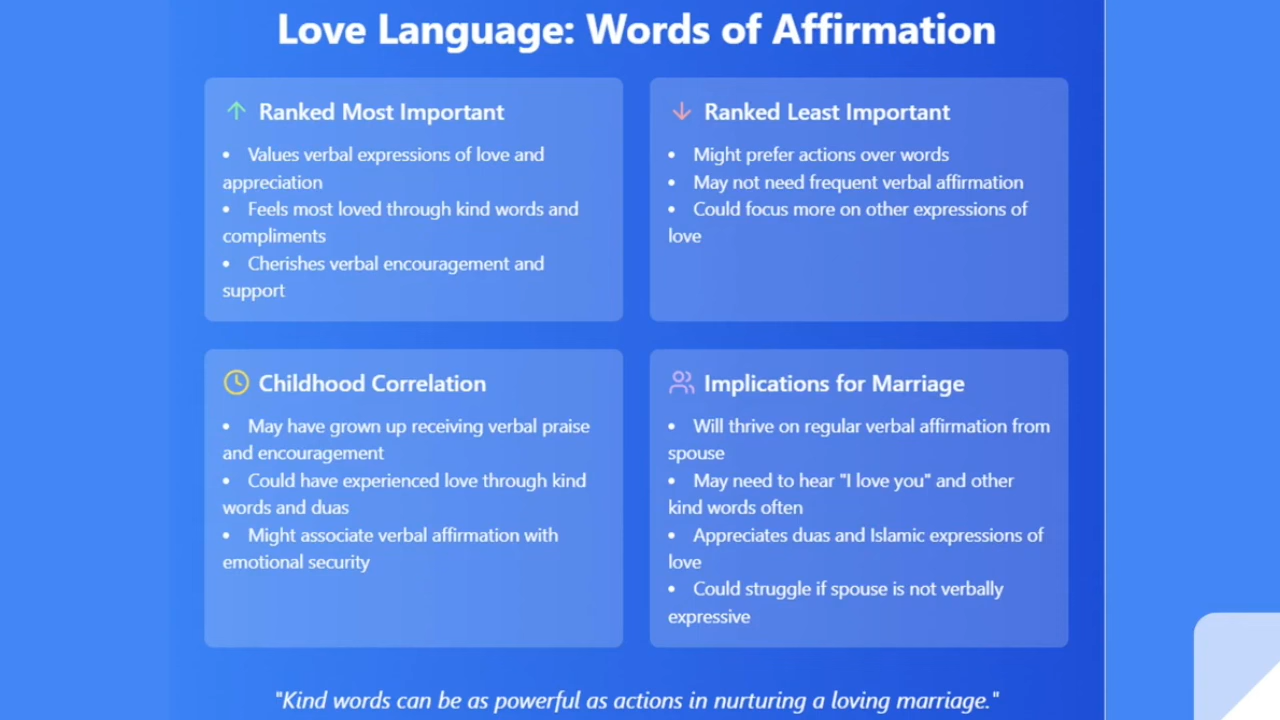 Love Language: Words of Affirmation
Ranked Most Important
• Values verbal expressions of love and
appreciation
• Feels most loved through kind words and
compliments
• Cherishes verbal encouragement and
support
Ranked Least Important
• Might prefer actions over words
• May not need frequent verbal affirmation
• Could focus more on other expressions of
love
Childhood Correlation
• May have grown up receiving verbal praise
and encouragement
• Could have experienced love through kind
words and duas
• Might associate verbal affirmation with
emotional security
Implications for Marriage
• Will thrive on regular verbal affirmation from
spouse
• May need to hear "I love you" and other
kind words often
• Appreciates duas and Islamic expressions of
love
• Could struggle if spouse is not verbally
expressive
"Kind words can be as powerful as actions in nurturing a loving marriage."